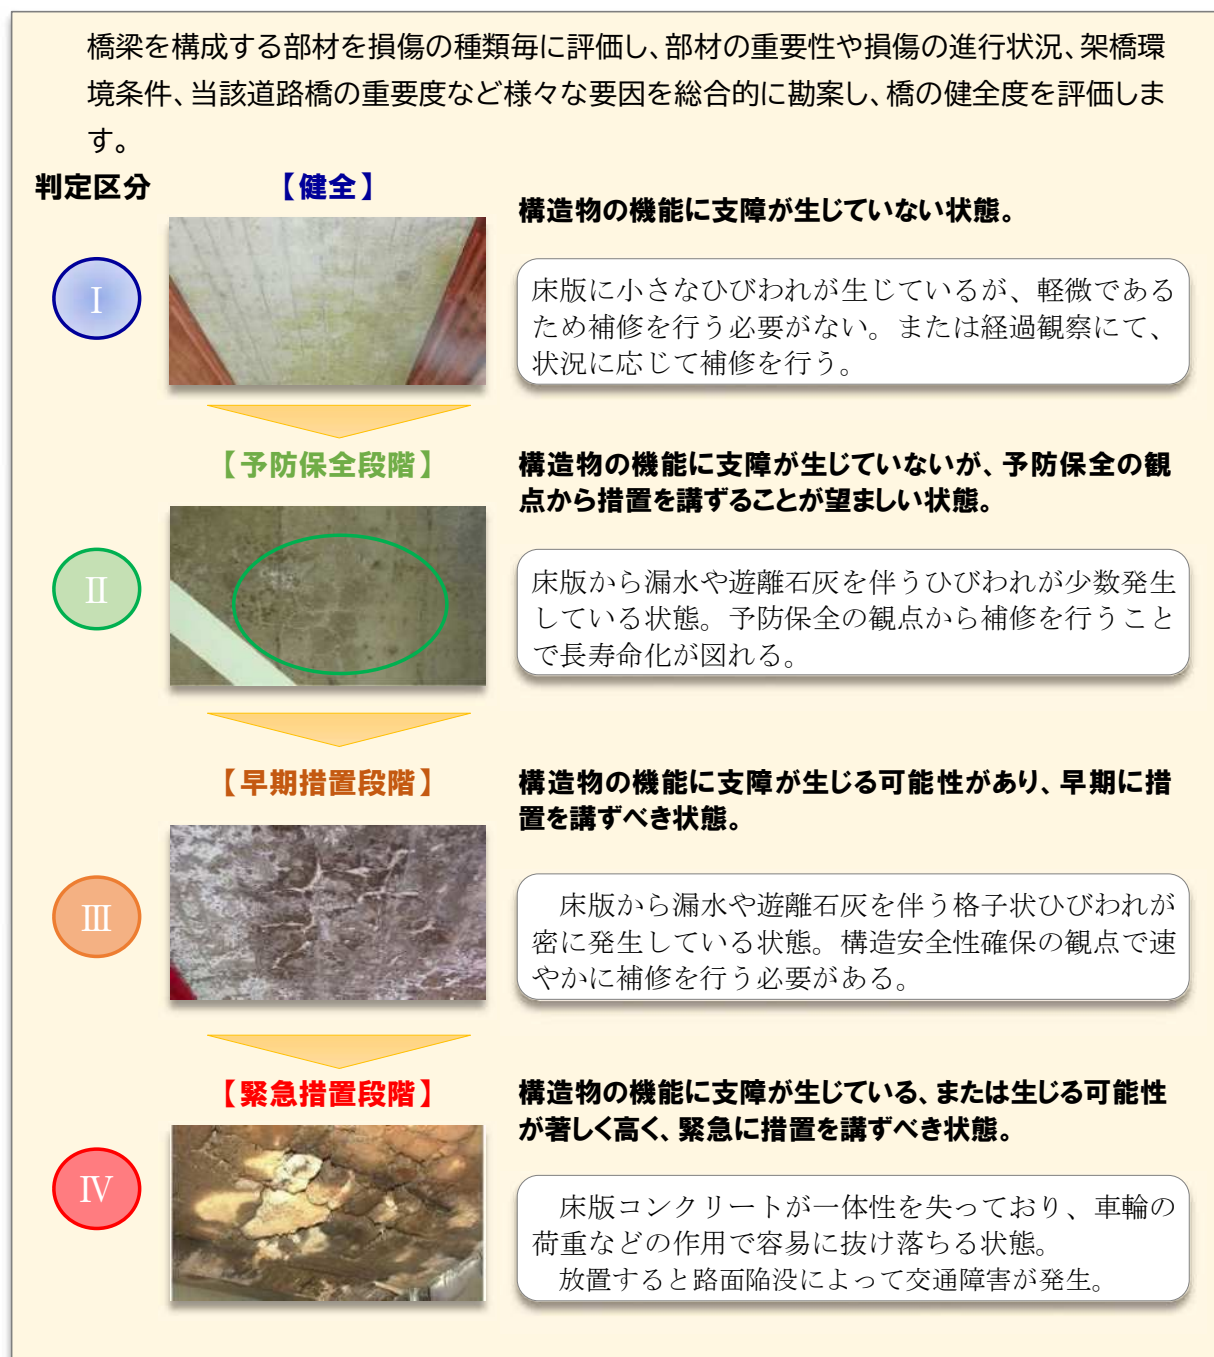 橋梁を構成する部材を損傷の種類毎に評価し、部材の重要性や損傷の進行状況、架橋環
境条件、当該道路橋の重要度など様々な要因を総合的に勘案し、橋の健全度を評価しま
す。
判定区分
【健全】
構造物の機能に支障が生じていない状態。
Ⅰ
床版に小さなひびわれが生じているが、軽微である
ため補修を行う必要がない。または経過観察にて、
状況に応じて補修を行う。
【予防保全段階】
構造物の機能に支障が生じていないが、予防保全の観
点から措置を講ずることが望ましい状態。
Ⅱ
床版から漏水や遊離石灰を伴うひびわれが少数発生
している状態。予防保全の観点から補修を行うこと
で長寿命化が図れる。
【早期措置段階】
構造物の機能に支障が生じる可能性があり、早期に措
置を講ずべき状態。
Ⅲ
床版から漏水や遊離石灰を伴う格子状ひびわれが
密に発生している状態。構造安全性確保の観点で速
やかに補修を行う必要がある。
【緊急措置段階】
構造物の機能に支障が生じている、または生じる可能性
が著しく高く、緊急に措置を講ずべき状態。
Ⅳ
床版コンクリートが一体性を失っており、車輪の
荷重などの作用で容易に抜け落ちる状態。
放置すると路面陥没によって交通障害が発生。